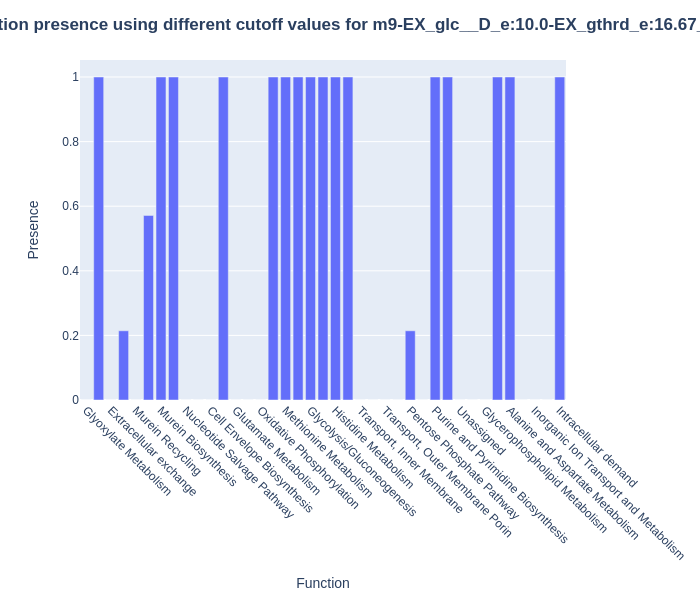 tion presence using different cutoff values for m9-EX_glc__D_e:10.0-EX_gthrd_e:16.67_
1
0.8
0.6
0.4
0.2
0
Presence
Glyoxylate Metabolism
Extracellular exchange
Murein Recycling
Murein Biosynthesis
Nucleotide Salvage Pathway
Cell Envelope Biosynthesis
Glutamate Metabolism
Oxidative Phosphorylation
Methionine Metabolism
Glycolysis/Gluconeogenesis
Histidine Metabolism
Transport, Inner Membrane
Transport, Outer Membrane Porin
Pentose Phosphate Pathway
Purine and Pyrimidine Biosynthesis
Unassigned
Glycerophospholipid Metabolism
Alanine and Aspartate Metabolism
Inorganic Ion Transport and Metabolism
Intracellular demand
Function